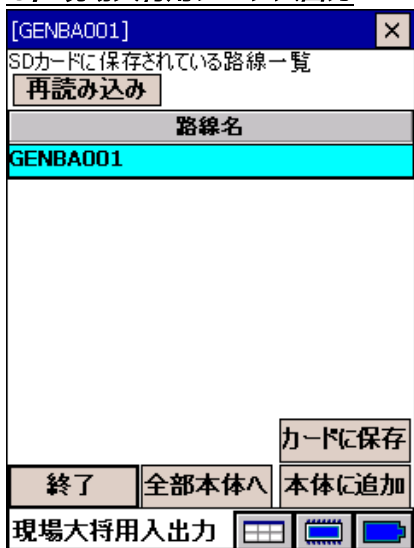 [GENBA001]
SDカードに保存されている路線一覧
再読み込み
路線名
GENBA001
カードに保存
終了 全部本体へ 本体に追加
現場大将用入出力